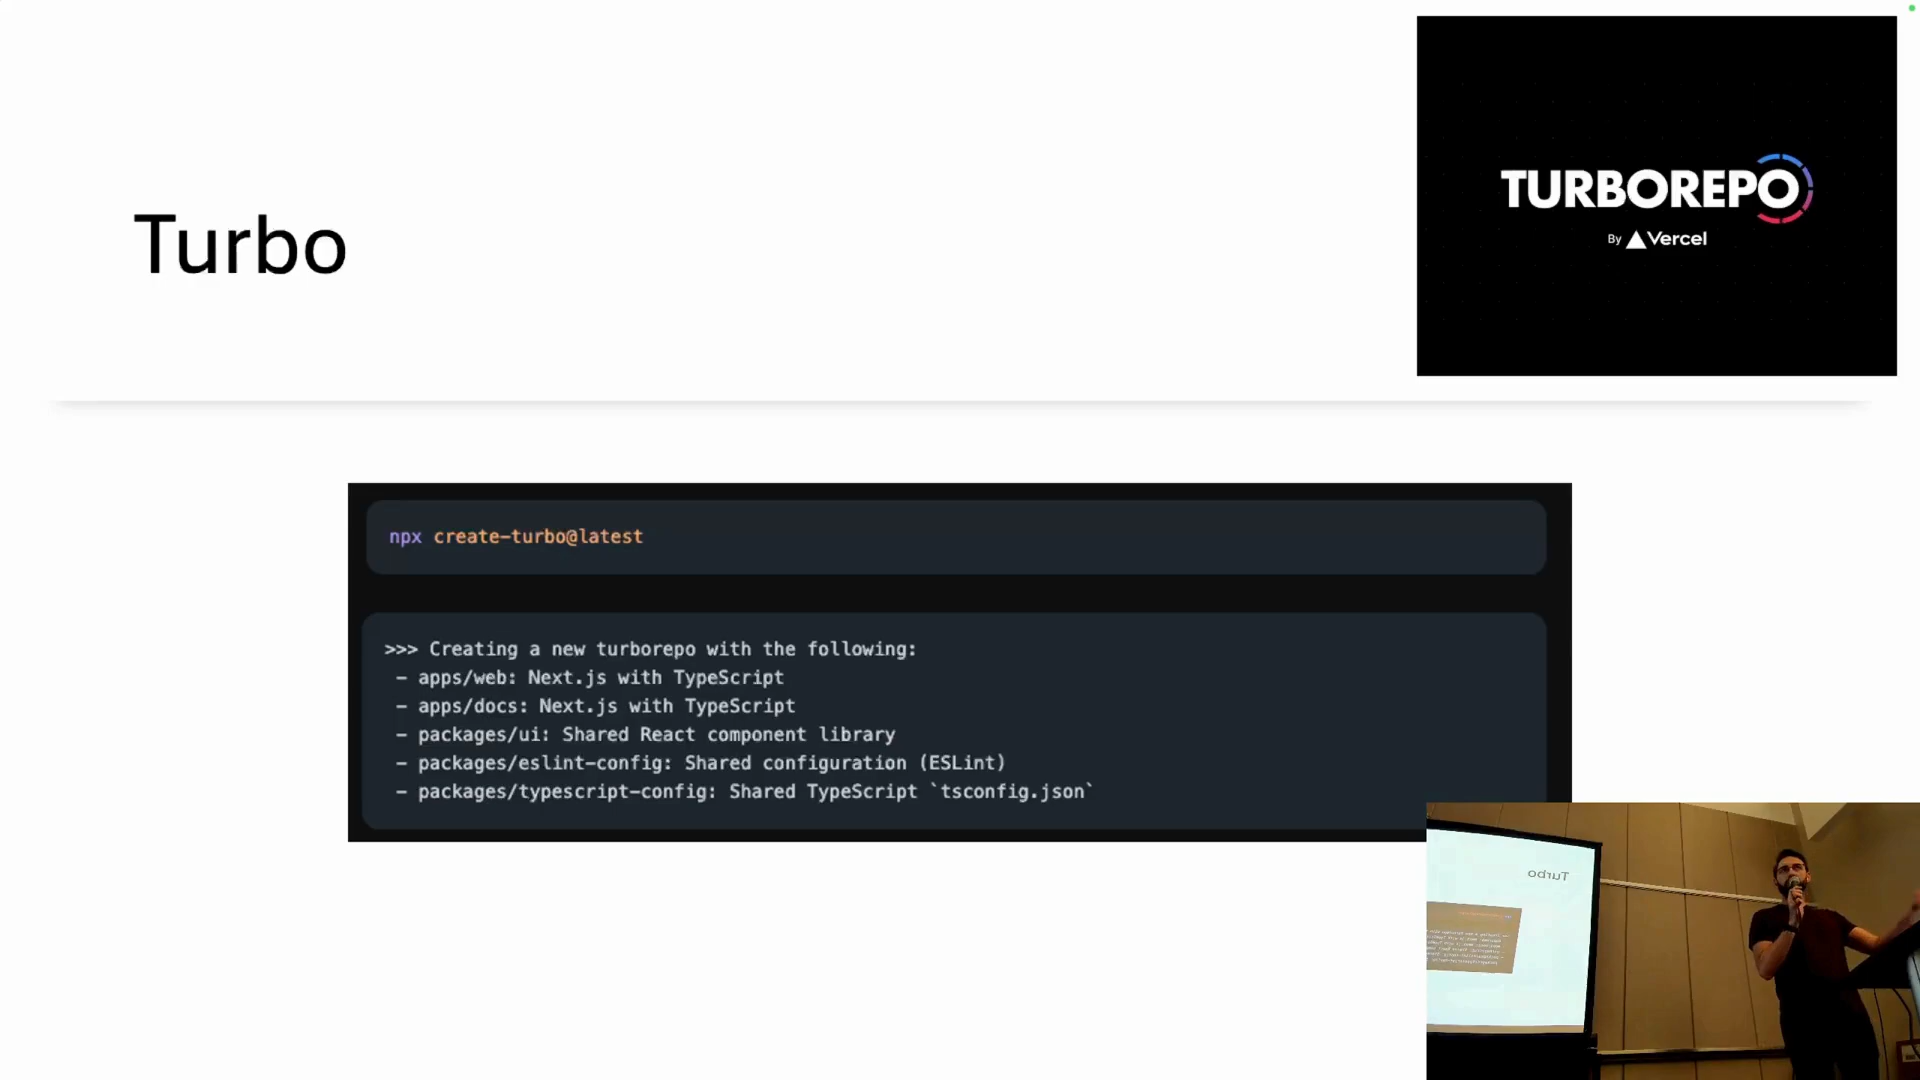 Turbo
TURBOREPO
By Vercel
npx create-turbo@latest
>>> Creating a new turborepo with the following:
- apps/web: Next.js with TypeScript
- apps/docs: Next.js with TypeScript
- packages/ui: Shared React component library
- packages/eslint-config: Shared configuration (ESLint)
- packages/typescript-config: Shared TypeScript `tsconfig.json`
Turbo